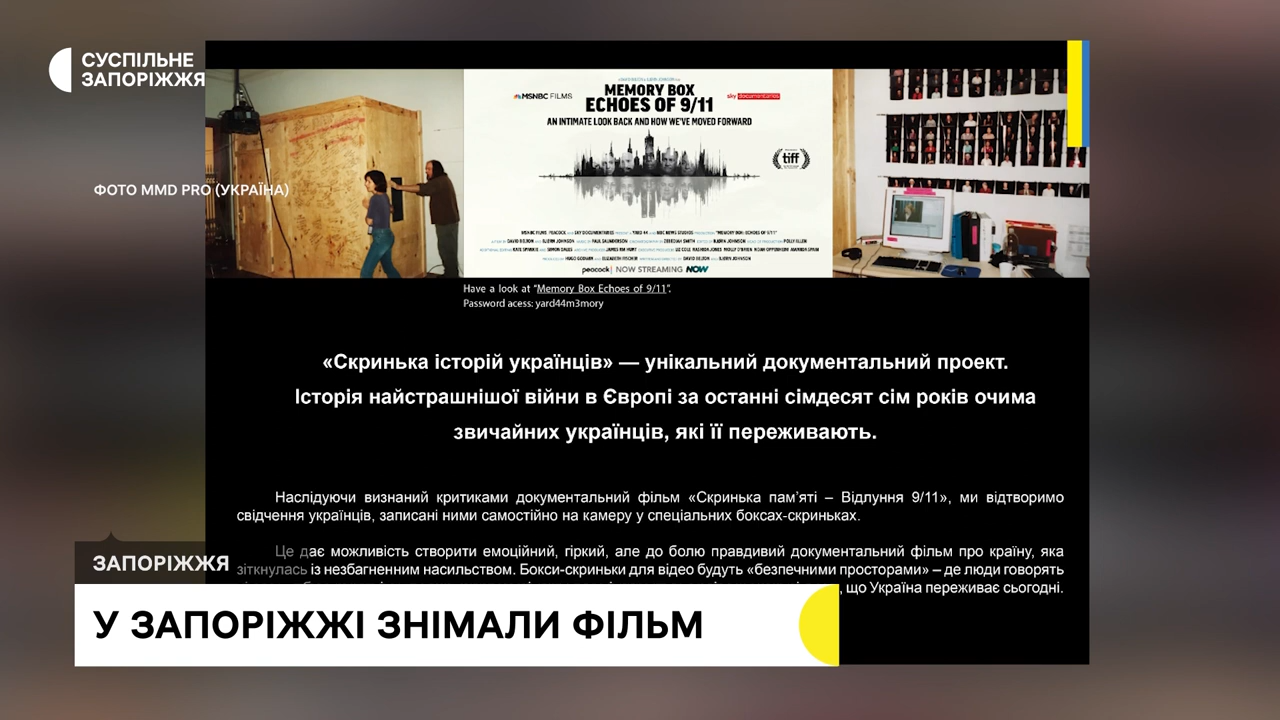 СУСПІЛЬНЕ
ЗАПОРІЖЖЯ
ФОТО MMD PRO (УКРАЇНА)
MSNBC FILMS
MEMORY BOX
ECHOES OF 9/11
sky documentaries
AN INTIMATE LOOK BACK AND HOW WE'VE MOVED FORWARD
tiff
peacock | NOW STREAMING NOW
Have a look at "Memory Box Echoes of 9/11".
Password acess: yard44m3mory
«Скринька історій українців» — унікальний документальний проект.
Історія найстрашнішої війни в Європі за останні сімдесят сім років очима
звичайних українців, які її переживають.
Наслідуючи визнаний критиками документальний фільм «Скринька пам'яті – Відлуння 9/11», ми відтворимо
свідчення українців, записані ними самостійно на камеру у спеціальних боксах-скриньках.
Це дає можливість створити емоційний, гіркий, але до болю правдивий документальний фільм про країну, яка
зіткнулась із незбагненним насильством. Бокси-скриньки для відео будуть «безпечними просторами» – де люди говорять
, що Україна переживає сьогодні.
ЗАПОРІЖЖЯ
У ЗАПОРІЖЖІ ЗНІМАЛИ ФІЛЬМ